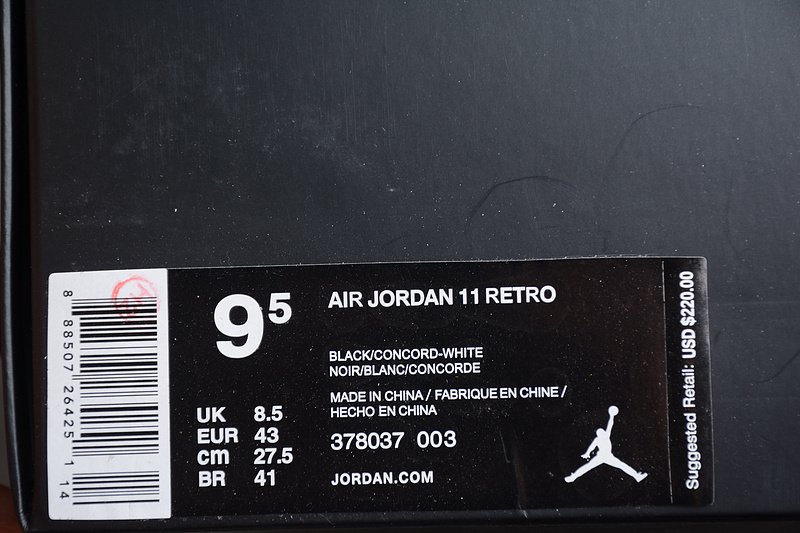 8 88507 26425 1 14
9⁵
AIR JORDAN 11 RETRO
BLACK/CONCORD-WHITE
NOIR/BLANC/CONCORDE
MADE IN CHINA / FABRIQUE EN CHINE /
HECHO EN CHINA
378037 003
JORDAN.COM
UK 8.5
EUR 43
cm 27.5
BR 41
Suggested Retail: USD $220.00